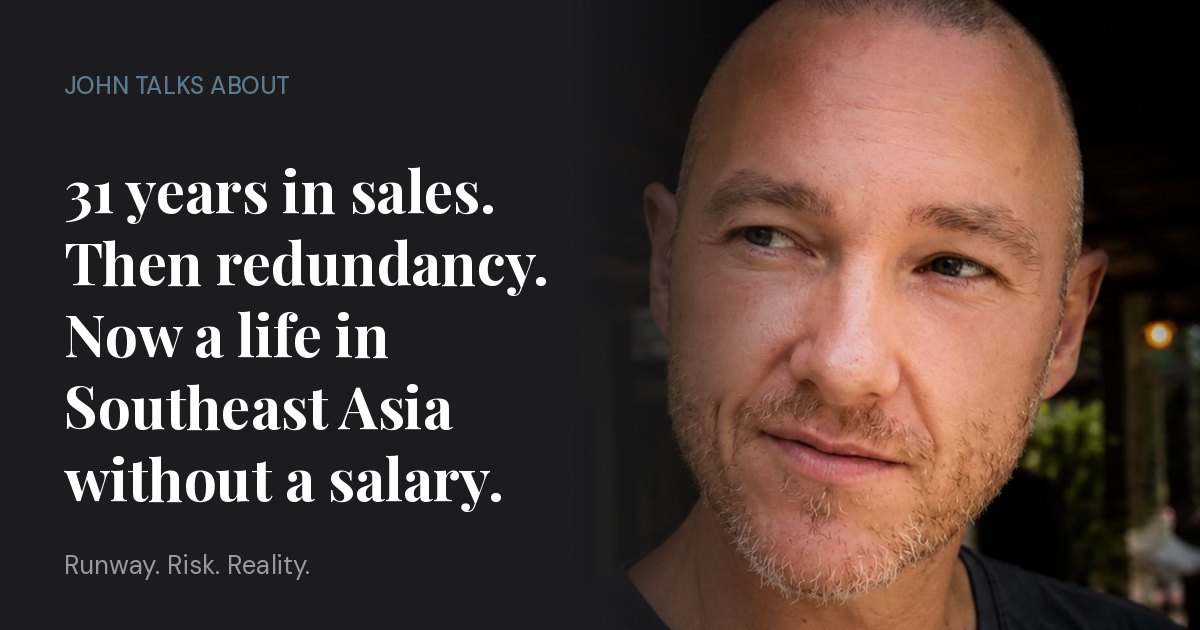 JOHN TALKS ABOUT
31 years in sales.
Then redundancy.
Now a life in
Southeast Asia
without a salary.
Runway. Risk. Reality.